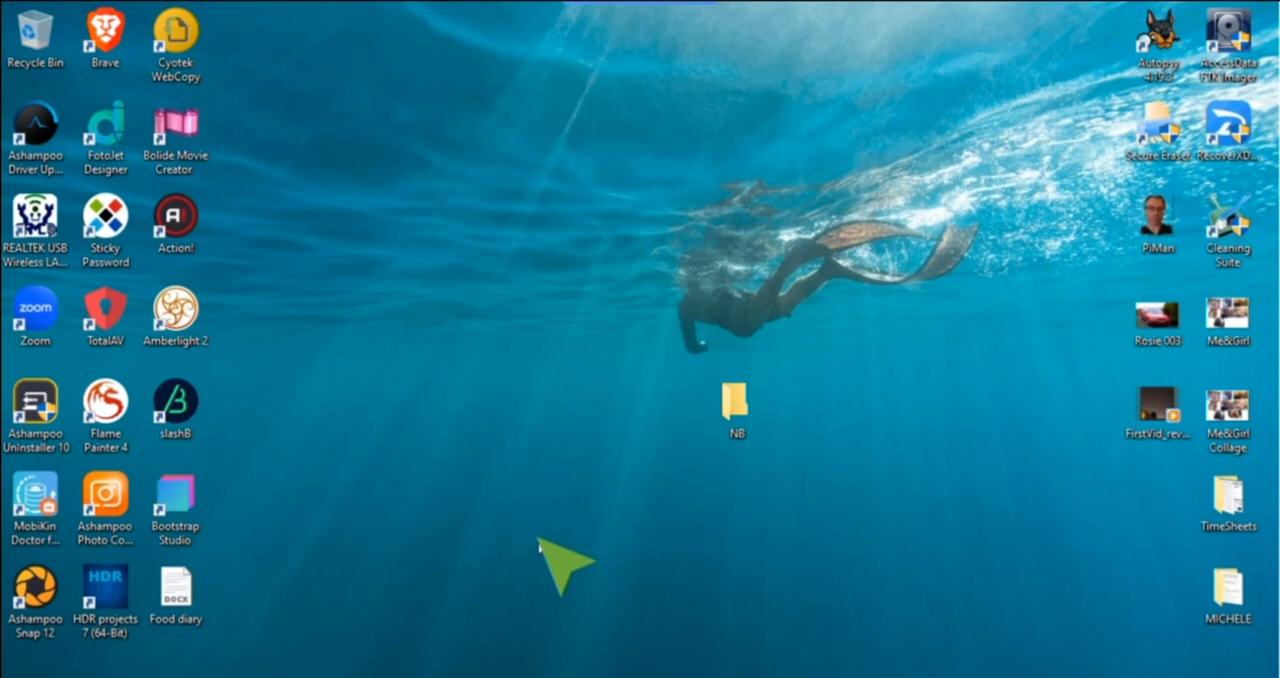 Recycle Bin
Brave
Cyotek
WebCopy
Ashampoo
Driver Up...
FotoJet
Designer
Bolide Movie
Creator
REALTEK USB
Wireless LA...
Sticky
Password
A!
Action!
zoom
Zoom
TotalAV
Amberlight 2
Ashampoo
UnInstaller 10
Flame
Painter 4
slashB
MobiKin
Doctor f...
Ashampoo
Photo Co...
Bootstrap
Studio
Ashampoo
Snap 12
HDR
HDR projects
7 (64-Bit)
DOCX
Food diary
NB
Autopsy
4.19.3
AccessData
FTK Imager
Secure Eraser
RecoverXD...
PiMan
Cleaning
Suite
Rosie 003
Me&Girl
FirstVid_rev...
Me&Girl
Collage
TimeSheets
MICHELE